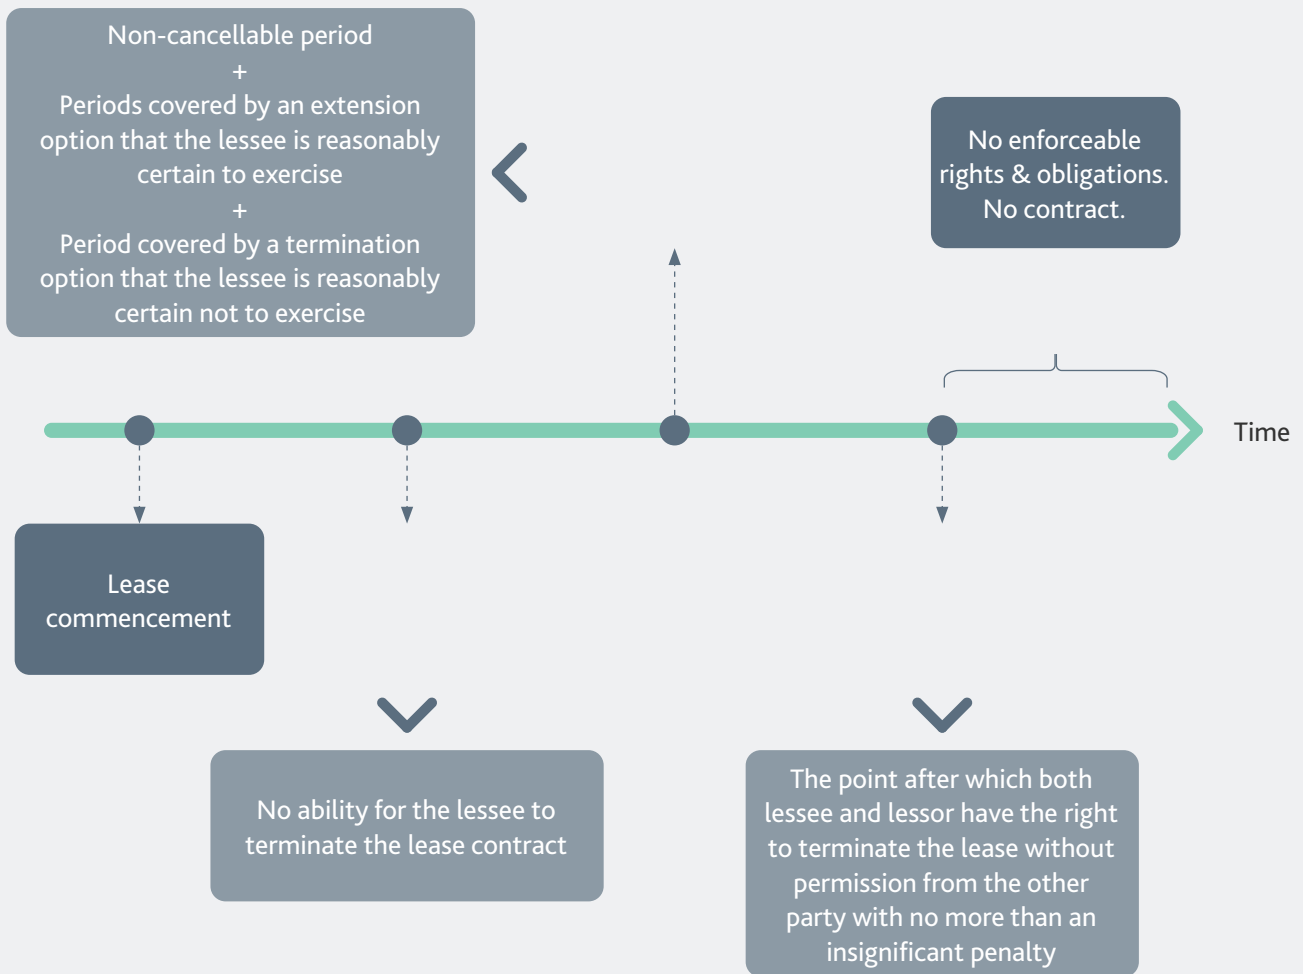 Non-cancellable period
+
Periods covered by an extension
option that the lessee is reasonably
certain to exercise
+
Period covered by a termination
option that the lessee is reasonably
certain not to exercise
No enforceable
rights & obligations.
No contract.
Time
Lease
commencement
No ability for the lessee to
terminate the lease contract
The point after which both
lessee and lessor have the right
to terminate the lease without
permission from the other
party with no more than an
insignificant penalty